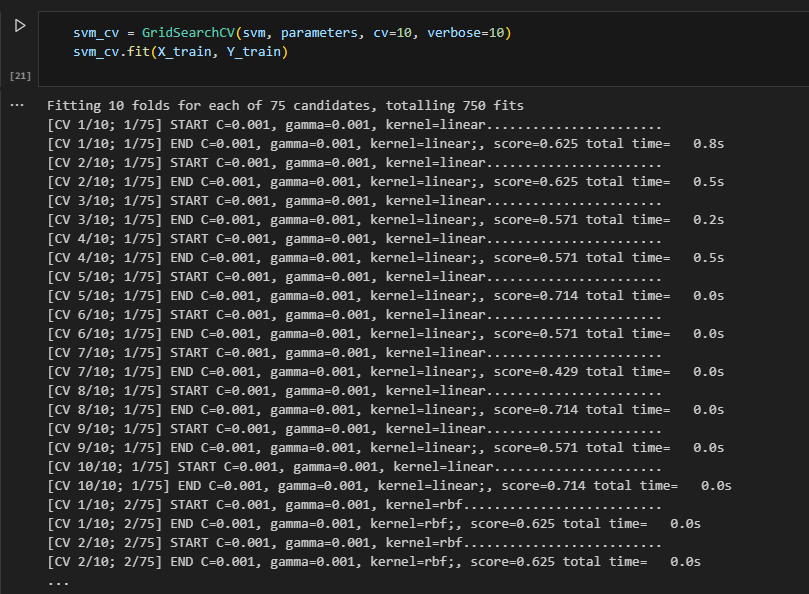 svm_cv = GridSearchCV(svm, parameters, cv=10, verbose=10)
svm_cv.fit(X_train, Y_train)
[21]
... Fitting 10 folds for each of 75 candidates, totalling 750 fits
[CV 1/10; 1/75] START C=0.001, gamma=0.001, kernel=linear.......................
[CV 1/10; 1/75] END C=0.001, gamma=0.001, kernel=linear;, score=0.625 total time=   0.8s
[CV 2/10; 1/75] START C=0.001, gamma=0.001, kernel=linear.......................
[CV 2/10; 1/75] END C=0.001, gamma=0.001, kernel=linear;, score=0.625 total time=   0.5s
[CV 3/10; 1/75] START C=0.001, gamma=0.001, kernel=linear.......................
[CV 3/10; 1/75] END C=0.001, gamma=0.001, kernel=linear;, score=0.571 total time=   0.2s
[CV 4/10; 1/75] START C=0.001, gamma=0.001, kernel=linear.......................
[CV 4/10; 1/75] END C=0.001, gamma=0.001, kernel=linear;, score=0.571 total time=   0.5s
[CV 5/10; 1/75] START C=0.001, gamma=0.001, kernel=linear.......................
[CV 5/10; 1/75] END C=0.001, gamma=0.001, kernel=linear;, score=0.714 total time=   0.0s
[CV 6/10; 1/75] START C=0.001, gamma=0.001, kernel=linear.......................
[CV 6/10; 1/75] END C=0.001, gamma=0.001, kernel=linear;, score=0.571 total time=   0.0s
[CV 7/10; 1/75] START C=0.001, gamma=0.001, kernel=linear.......................
[CV 7/10; 1/75] END C=0.001, gamma=0.001, kernel=linear;, score=0.429 total time=   0.0s
[CV 8/10; 1/75] START C=0.001, gamma=0.001, kernel=linear.......................
[CV 8/10; 1/75] END C=0.001, gamma=0.001, kernel=linear;, score=0.714 total time=   0.0s
[CV 9/10; 1/75] START C=0.001, gamma=0.001, kernel=linear.......................
[CV 9/10; 1/75] END C=0.001, gamma=0.001, kernel=linear;, score=0.571 total time=   0.0s
[CV 10/10; 1/75] START C=0.001, gamma=0.001, kernel=linear......................
[CV 10/10; 1/75] END C=0.001, gamma=0.001, kernel=linear;, score=0.714 total time=   0.0s
[CV 1/10; 2/75] START C=0.001, gamma=0.001, kernel=rbf..........................
[CV 1/10; 2/75] END C=0.001, gamma=0.001, kernel=rbf;, score=0.625 total time=   0.0s
[CV 2/10; 2/75] START C=0.001, gamma=0.001, kernel=rbf..........................
[CV 2/10; 2/75] END C=0.001, gamma=0.001, kernel=rbf;, score=0.625 total time=   0.0s
...